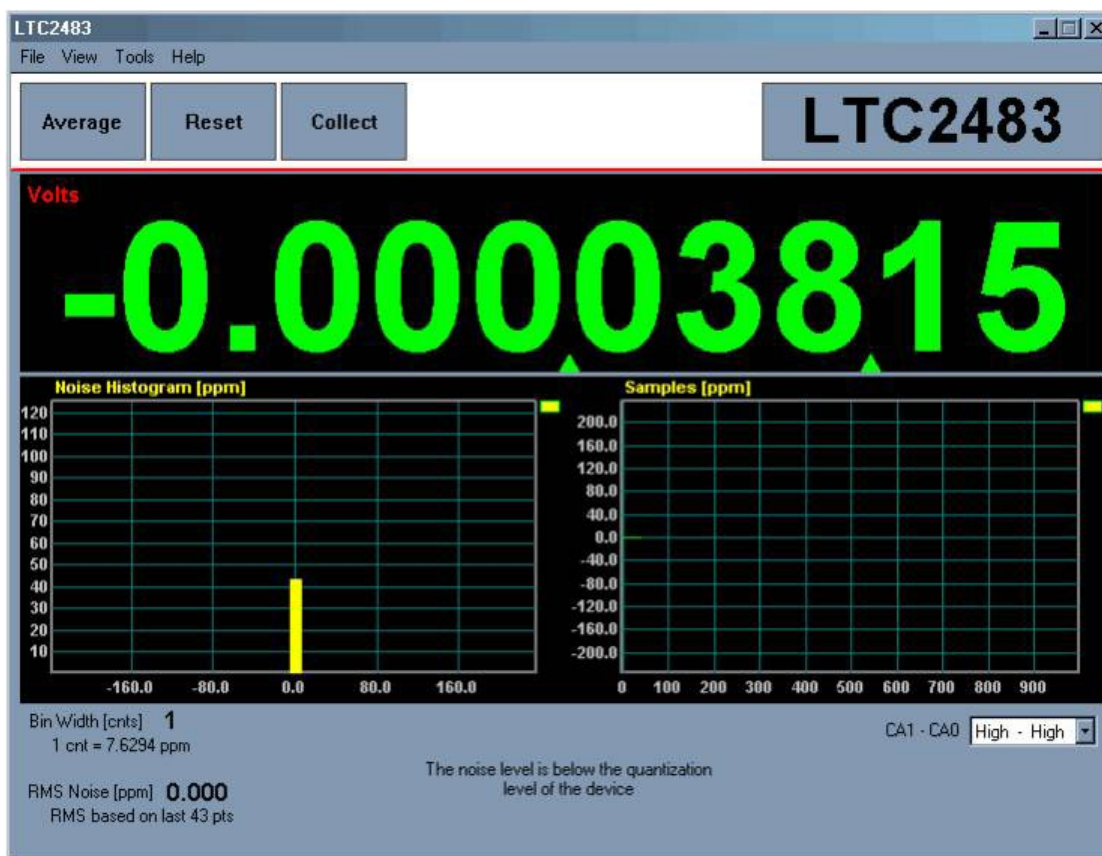 LTC2483
File View Tools Help
Average Reset Collect LTC2483
Volts
-0.00003815
Noise Histogram [ppm]
120
110
100
90
80
70
60
50
40
30
20
10
-160.0 -80.0 0.0 80.0 160.0
Samples [ppm]
200.0
160.0
120.0
80.0
40.0
0.0
-40.0
-80.0
-120.0
-160.0
-200.0
0 100 200 300 400 500 600 700 800 900
Bin Width [cnts] 1
1 cnt = 7.6294 ppm
RMS Noise [ppm] 0.000
RMS based on last 43 pts
The noise level is below the quantization
level of the device
CA1 - CA0 High - High